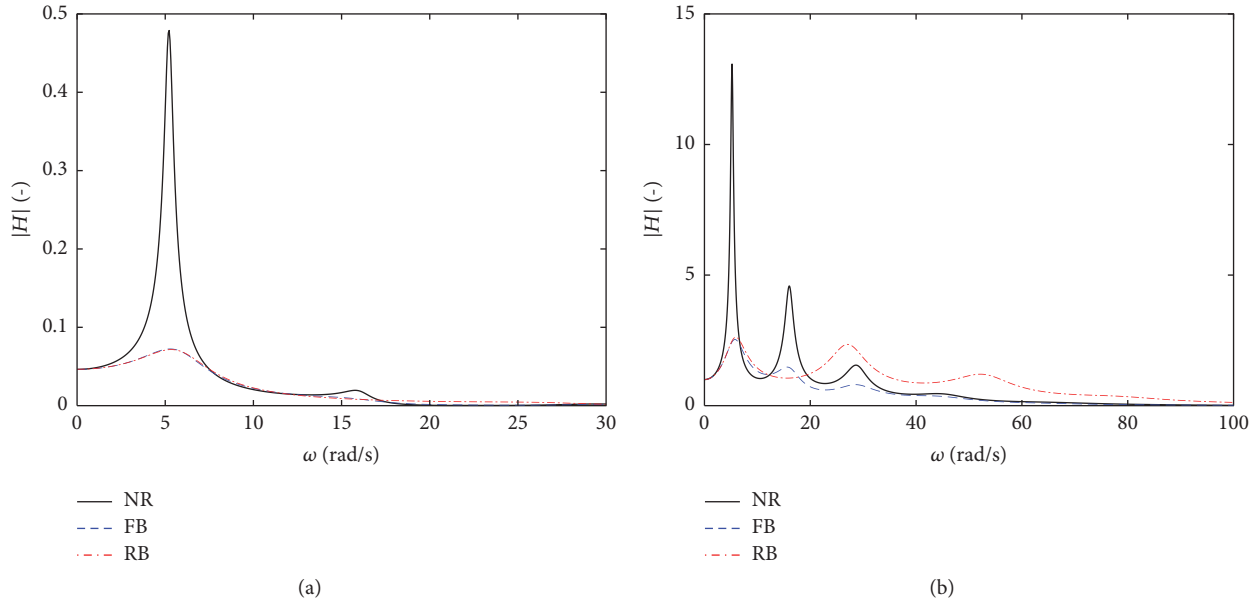 0.5
0.4
0.3
0.2
0.1
0
|H| (-)
0 5 10 15 20 25 30
ω (rad/s)
NR
FB
RB
(a)
15
10
5
0
|H| (-)
0 20 40 60 80 100
ω (rad/s)
NR
FB
RB
(b)